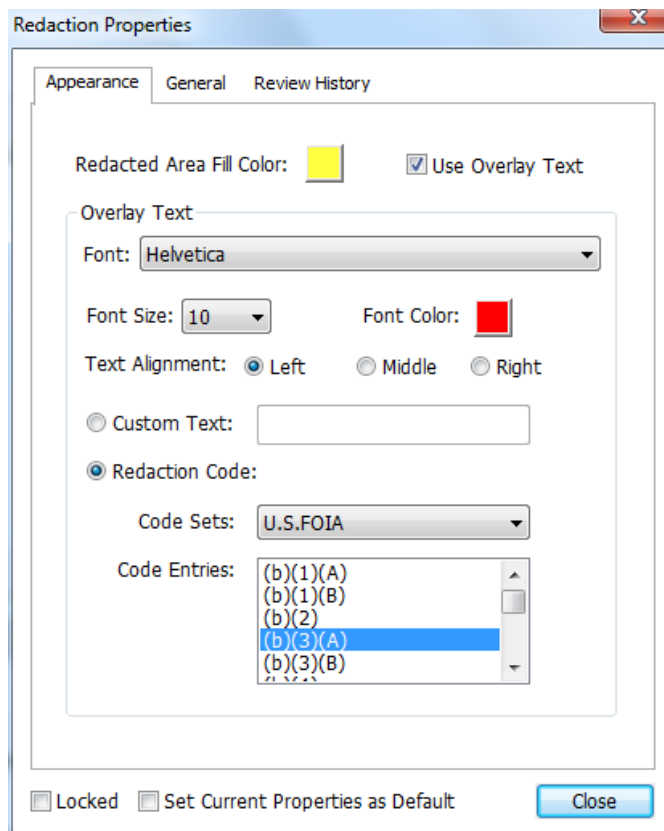 Redaction Properties
Appearance General Review History
Redacted Area Fill Color: Use Overlay Text
Overlay Text
Font: Helvetica
Font Size: 10 Font Color:
Text Alignment: Left Middle Right
Custom Text:
Redaction Code:
Code Sets: U.S.FOIA
Code Entries: (b)(1)(A)
(b)(1)(B)
(b)(2)
(b)(3)(A)
(b)(3)(B)
Locked Set Current Properties as Default Close